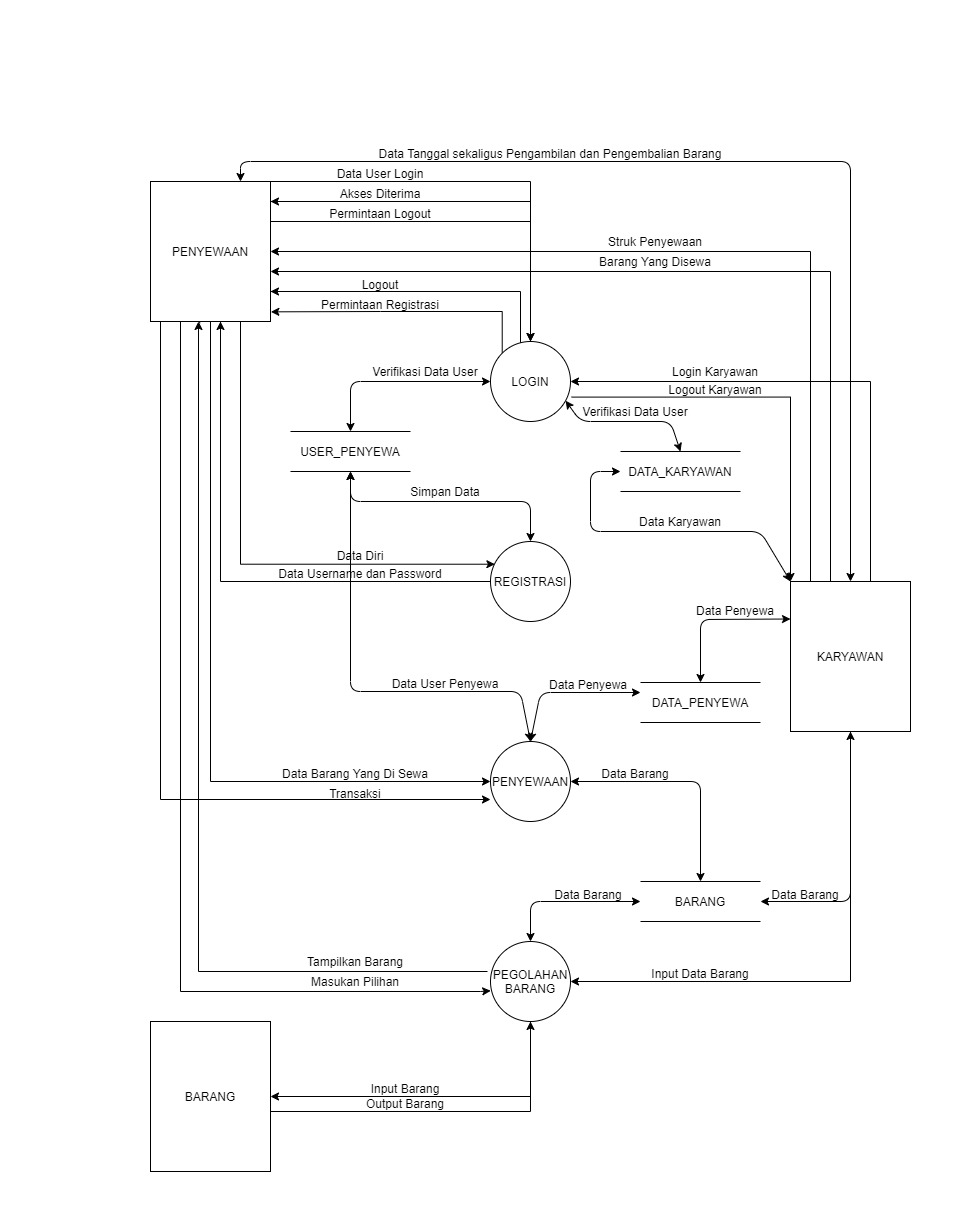 Data Tanggal sekaligus Pengambilan dan Pengembalian Barang
Data User Login
Akses Diterima
Permintaan Logout
PENYEWAAN
Struk Penyewaan
Barang Yang Disewa
Logout
Permintaan Registrasi
Verifikasi Data User
LOGIN
Login Karyawan
Logout Karyawan
Verifikasi Data User
USER_PENYEWA
DATA_KARYAWAN
Simpan Data
Data Karyawan
Data Diri
Data Username dan Password
REGISTRASI
Data Penyewa
KARYAWAN
Data User Penyewa
Data Penyewa
DATA_PENYEWA
Data Barang Yang Di Sewa
PENYEWAAN
Data Barang
Transaksi
Data Barang
BARANG
Data Barang
Tampilkan Barang
Masukan Pilihan
PEGOLAHAN
BARANG
Input Data Barang
BARANG
Input Barang
Output Barang